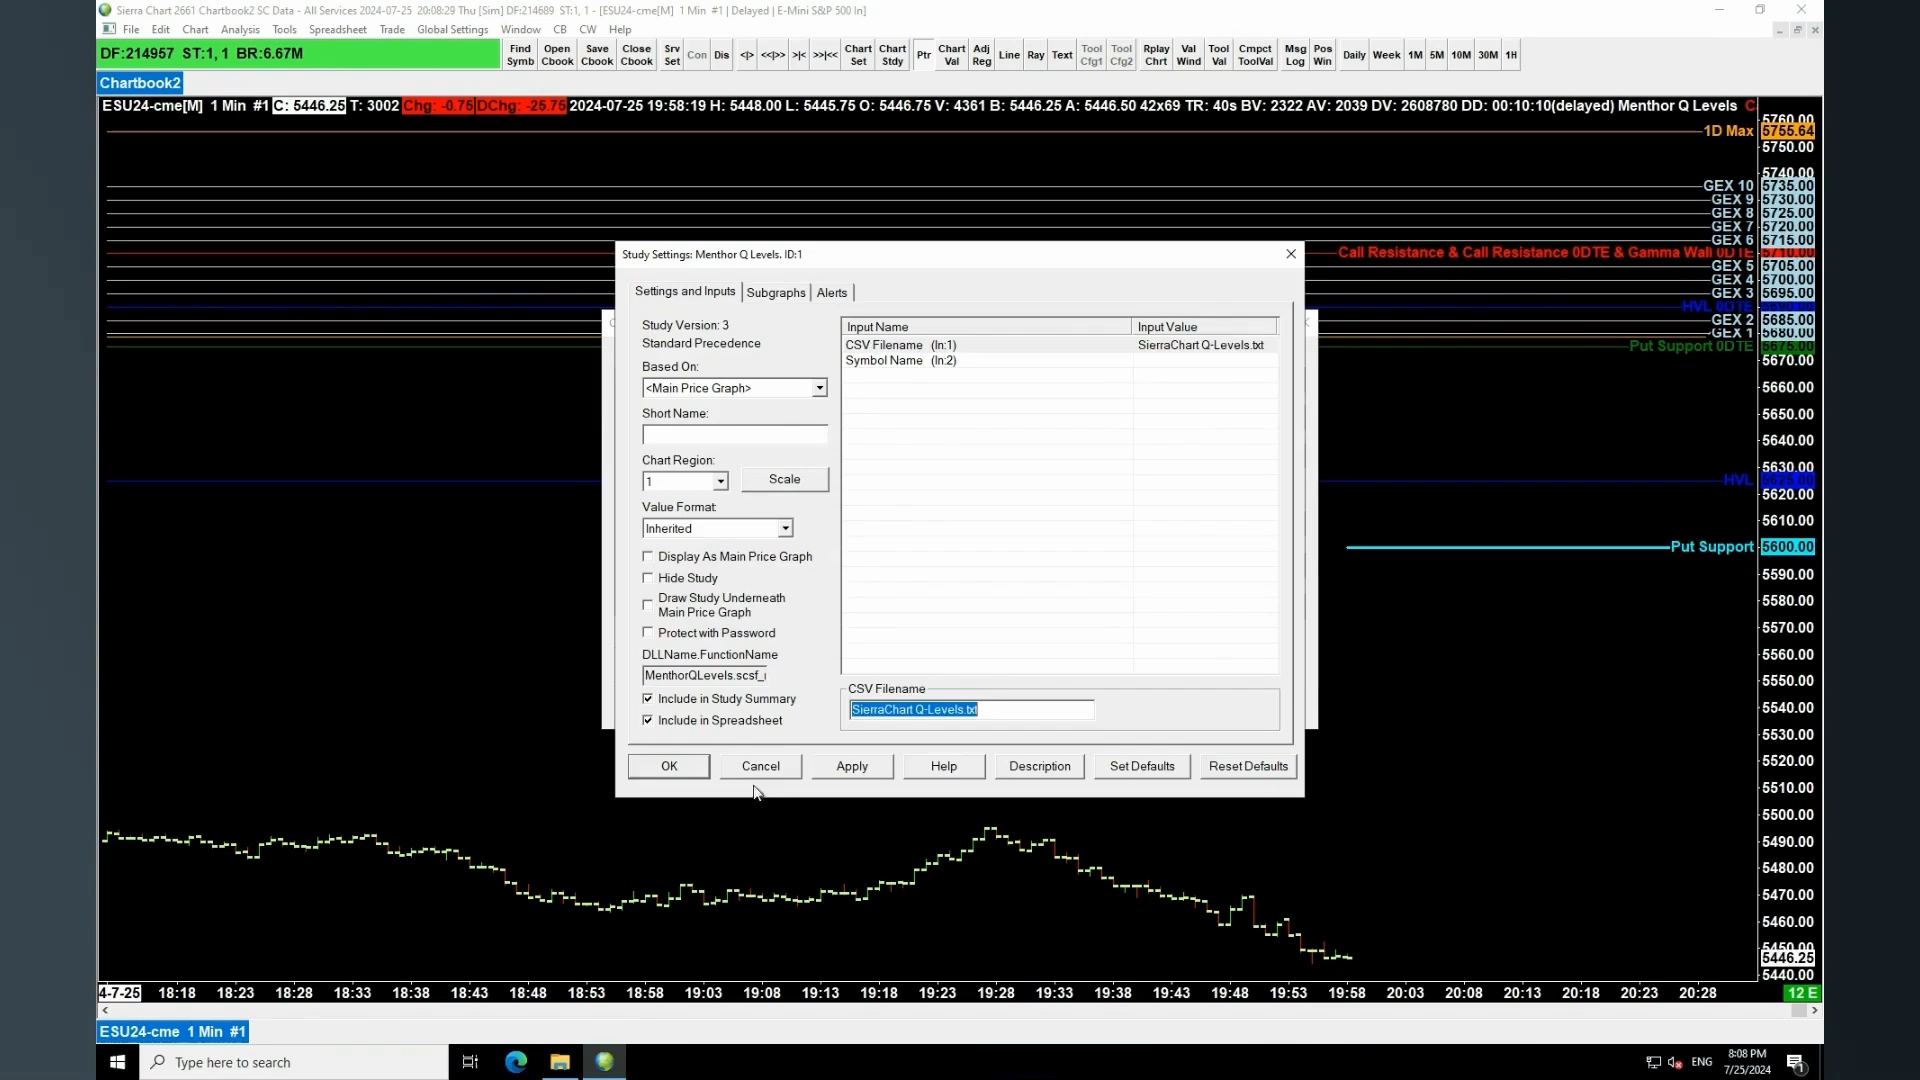 Sierra Chart 2661 Chartbook2 SC Data - All Services 2024-07-25 20:08:29 Thu [Sim] DF:214689 ST:1, 1 - [ESU24-cme[M] 1 Min #1 | Delayed | E-Mini S&P 500 In]
File Edit Chart Analysis Tools Spreadsheet Trade Global Settings Window CB CW Help
DF:214957 ST:1, 1 BR:6.67M
Find Symb Open Cbook Save Cbook Close Cbook Srv Set Con Dis <|> <<|>> >|< >>|<< Chart Set Chart Stdy Ptr Chart Val Adj Reg Line Ray Text Tool Cfg1 Tool Cfg2 Rplay Chrt Val Wind Tool Val Cmpct ToolVal Msg Log Pos Win Daily Week 1M 5M 10M 30M 1H
Chartbook2
ESU24-cme[M] 1 Min #1 C: 5446.25 T: 3002 Chg: -0.75 DChg: -25.75 2024-07-25 19:58:19 H: 5448.00 L: 5445.75 O: 5446.75 V: 4361 B: 5446.25 A: 5446.50 42x69 TR: 40s BV: 2322 AV: 2039 DV: 2608780 DD: 00:10:10(delayed) Menthor Q Levels C
5760.00
1D Max 5755.64
5750.00
5740.00
GEX 10 5735.00
GEX 9 5730.00
GEX 8 5725.00
GEX 7 5720.00
GEX 6 5715.00
Call Resistance & Call Resistance 0DTE & Gamma Wall 0DTE 5710.00
GEX 5 5705.00
GEX 4 5700.00
GEX 3 5695.00
HVL 0DTE
GEX 2 5685.00
GEX 1 5680.00
Put Support 0DTE 5675.00
5670.00
5660.00
5650.00
5640.00
5630.00
HVL 5625.00
5620.00
5610.00
Put Support 5600.00
5590.00
5580.00
5570.00
5560.00
5550.00
5540.00
5530.00
5520.00
5510.00
5500.00
5490.00
5480.00
5470.00
5460.00
5450.00
5446.25
5440.00
Study Settings: Menthor Q Levels. ID:1
Settings and Inputs Subgraphs Alerts
Study Version: 3
Standard Precedence
Based On:
<Main Price Graph>
Short Name:
Chart Region:
1 Scale
Value Format:
Inherited
Display As Main Price Graph
Hide Study
Draw Study Underneath
Main Price Graph
Protect with Password
DLLName.FunctionName
MenthorQLevels.scsf_
Include in Study Summary
Include in Spreadsheet
Input Name Input Value
CSV Filename (In:1) SierraChart Q-Levels.txt
Symbol Name (In:2)
CSV Filename
SierraChart Q-Levels.txt
OK Cancel Apply Help Description Set Defaults Reset Defaults
4-7-25 18:18 18:23 18:28 18:33 18:38 18:43 18:48 18:53 18:58 19:03 19:08 19:13 19:18 19:23 19:28 19:33 19:38 19:43 19:48 19:53 19:58 20:03 20:08 20:13 20:18 20:23 20:28 12 E
ESU24-cme 1 Min #1
Type here to search
ENG
8:08 PM
7/25/2024
1